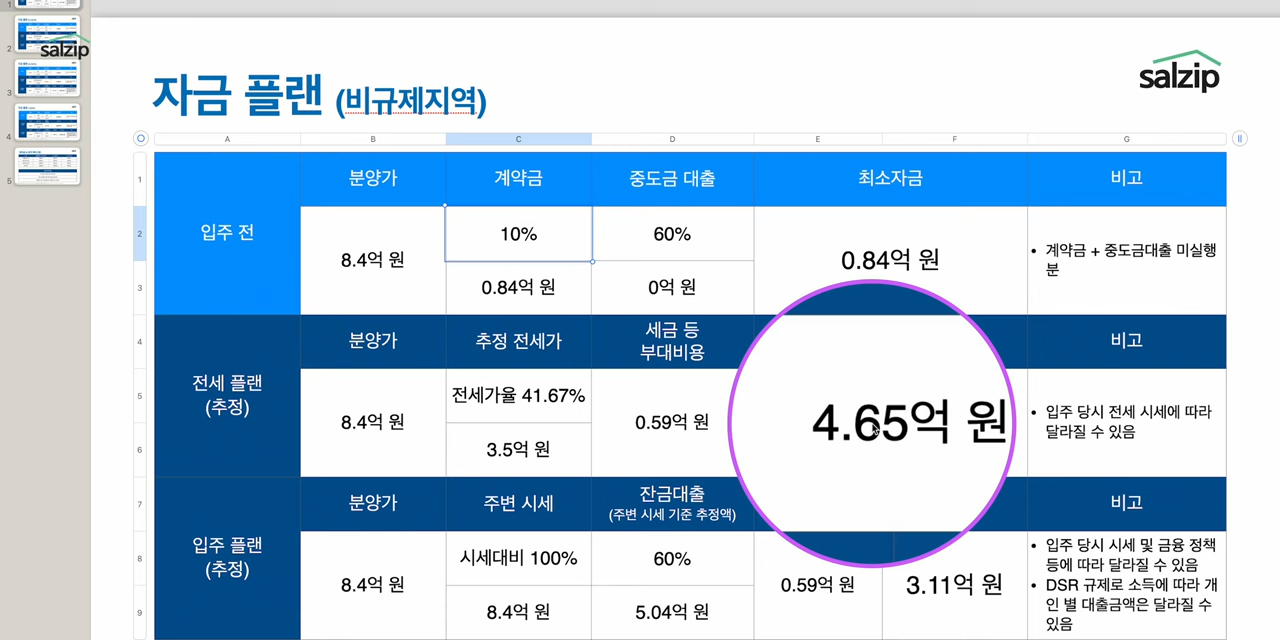 salzip
salzip
자금 플랜 (비규제지역)
A B C D E F G
1
2
3
4
5
6
7
8
9
입주 전
분양가
계약금
중도금 대출
최소자금
비고
8.4억 원
10%
60%
0.84억 원
계약금 + 중도금대출 미실행
분
0.84억 원
0억 원
전세 플랜
(추정)
분양가
추정 전세가
세금 등
부대비용
비고
8.4억 원
전세가율 41.67%
0.59억 원
4.65억 원
입주 당시 전세 시세에 따라
달라질 수 있음
3.5억 원
입주 플랜
(추정)
분양가
주변 시세
잔금대출
(주변 시세 기준 추정액)
비고
8.4억 원
시세대비 100%
60%
0.59억 원
3.11억 원
입주 당시 시세 및 금융 정책
등에 따라 달라질 수 있음
DSR 규제로 소득에 따라 개
인 별 대출금액은 달라질 수
있음
8.4억 원
5.04억 원
1
2
3
4
5